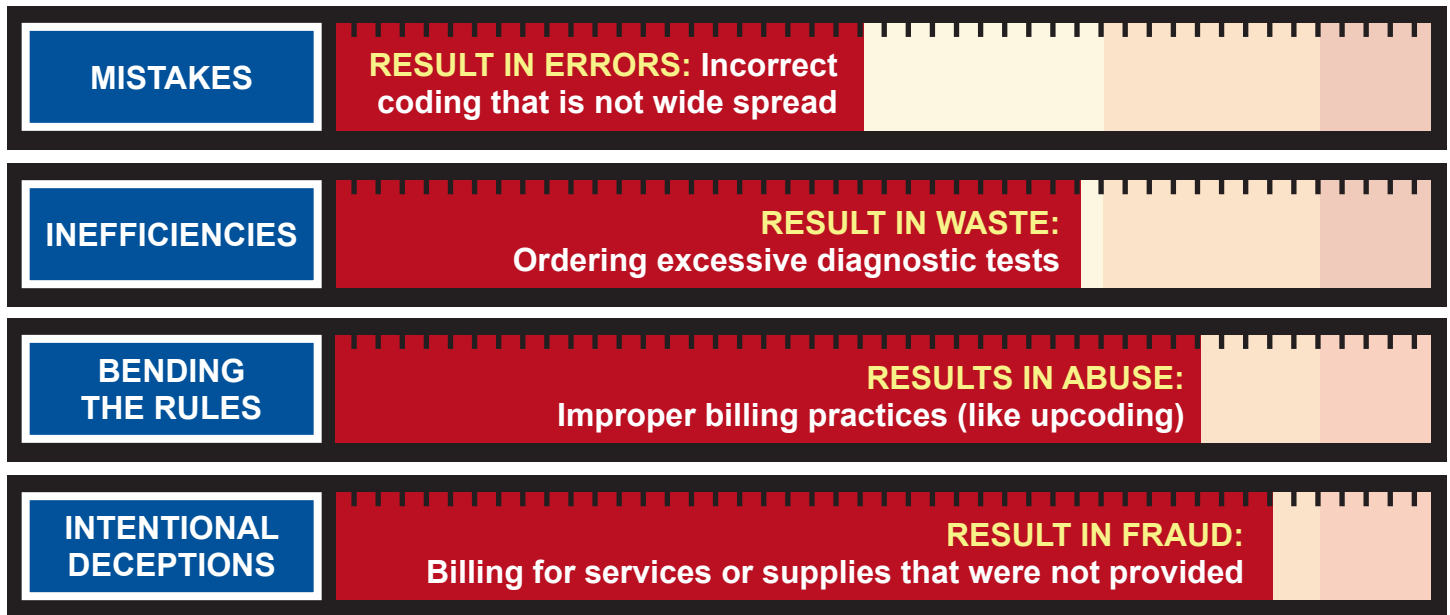 MISTAKES
RESULT IN ERRORS: Incorrect
coding that is not wide spread
INEFFICIENCIES
RESULT IN WASTE:
Ordering excessive diagnostic tests
BENDING
THE RULES
RESULTS IN ABUSE:
Improper billing practices (like upcoding)
INTENTIONAL
DECEPTIONS
RESULT IN FRAUD:
Billing for services or supplies that were not provided